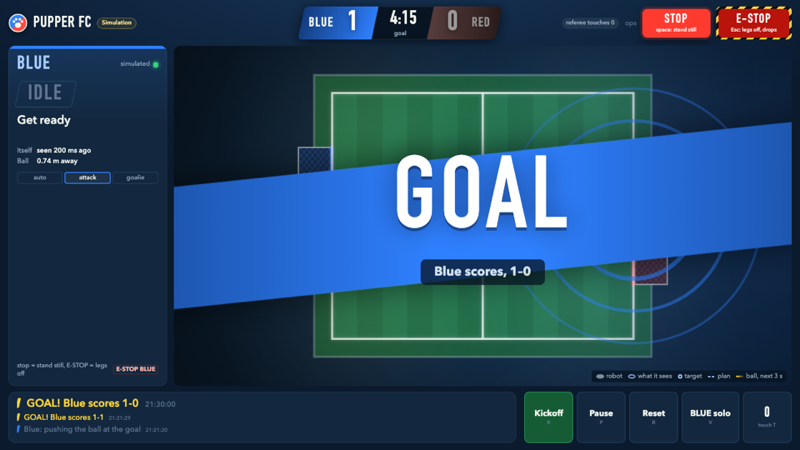 PUPPER FC Simulation
BLUE 1 4:15 goal 0 RED
referee touches 0 ops
STOP
space: stand still
E-STOP
Esc: legs off, drops
BLUE simulated
IDLE
Get ready
Itself seen 200 ms ago
Ball 0.74 m away
auto attack goalie
stop = stand still, E-STOP = legs off
E-STOP BLUE
GOAL
Blue scores, 1-0
robot what it sees target plan ball, next 3 s
GOAL! Blue scores 1-0 21:30:00
GOAL! Blue scores 1-1 21:21:29
Blue: pushing the ball at the goal 21:21:20
Kickoff
Pause
P
Reset
R
BLUE solo
V
0
touch T